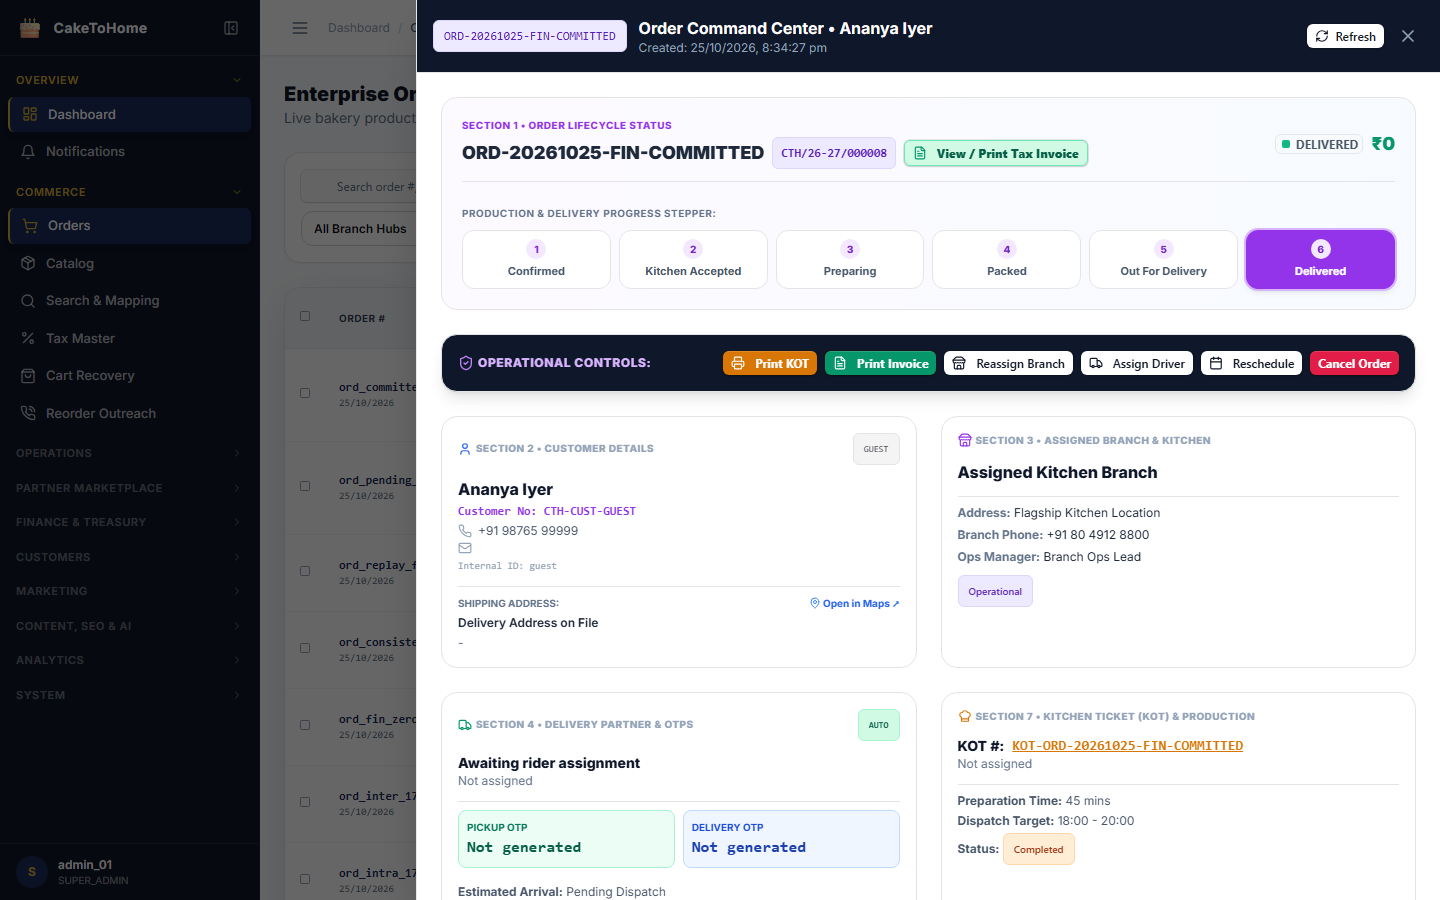 CakeToHome
OVERVIEW
Dashboard
Notifications
COMMERCE
Orders
Catalog
Search & Mapping
Tax Master
Cart Recovery
Reorder Outreach
OPERATIONS
PARTNER MARKETPLACE
FINANCE & TREASURY
CUSTOMERS
MARKETING
CONTENT, SEO & AI
ANALYTICS
SYSTEM
S
admin_01
SUPER_ADMIN
Dashboard /
Enterprise Or
Live bakery product
Search order #
All Branch Hubs
ORDER #
ord_committe
25/10/2026
ord_pending_
25/10/2026
ord_replay_f
25/10/2026
ord_consiste
25/10/2026
ord_fin_zero
25/10/2026
ord_inter_17
25/10/2026
ord_intra_17
25/10/2026
ORD-20261025-FIN-COMMITTED
Order Command Center • Ananya Iyer
Created: 25/10/2026, 8:34:27 pm
Refresh
SECTION 1 • ORDER LIFECYCLE STATUS
ORD-20261025-FIN-COMMITTED CTH/26-27/000008 View / Print Tax Invoice
DELIVERED ₹0
PRODUCTION & DELIVERY PROGRESS STEPPER:
1 Confirmed
2 Kitchen Accepted
3 Preparing
4 Packed
5 Out For Delivery
6 Delivered
OPERATIONAL CONTROLS:
Print KOT
Print Invoice
Reassign Branch
Assign Driver
Reschedule
Cancel Order
SECTION 2 • CUSTOMER DETAILS
GUEST
Ananya Iyer
Customer No: CTH-CUST-GUEST
+91 98765 99999
Internal ID: guest
SHIPPING ADDRESS:
Open in Maps ↗
Delivery Address on File
-
SECTION 3 • ASSIGNED BRANCH & KITCHEN
Assigned Kitchen Branch
Address: Flagship Kitchen Location
Branch Phone: +91 80 4912 8800
Ops Manager: Branch Ops Lead
Operational
SECTION 4 • DELIVERY PARTNER & OTPS
AUTO
Awaiting rider assignment
Not assigned
PICKUP OTP
Not generated
DELIVERY OTP
Not generated
Estimated Arrival: Pending Dispatch
SECTION 7 • KITCHEN TICKET (KOT) & PRODUCTION
KOT #: KOT-ORD-20261025-FIN-COMMITTED
Not assigned
Preparation Time: 45 mins
Dispatch Target: 18:00 - 20:00
Status: Completed